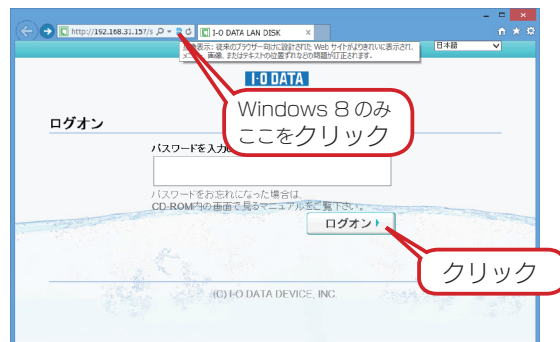 http://192.168.31.157/s
I-O DATA LAN DISK
表示: 従来のブラウザー向けに設計された Web サイトがよりきれいに表示され、
画像、またはテキストの位置ずれなどの問題が訂正されます。
日本語
I-O DATA
Windows 8 のみ
ここをクリック
ログオン
パスワードを入力
パスワードをお忘れになった場合は、
CD-ROM内の画面で見るマニュアルをご覧下さい。
ログオン
クリック
(C) I-O DATA DEVICE, INC.